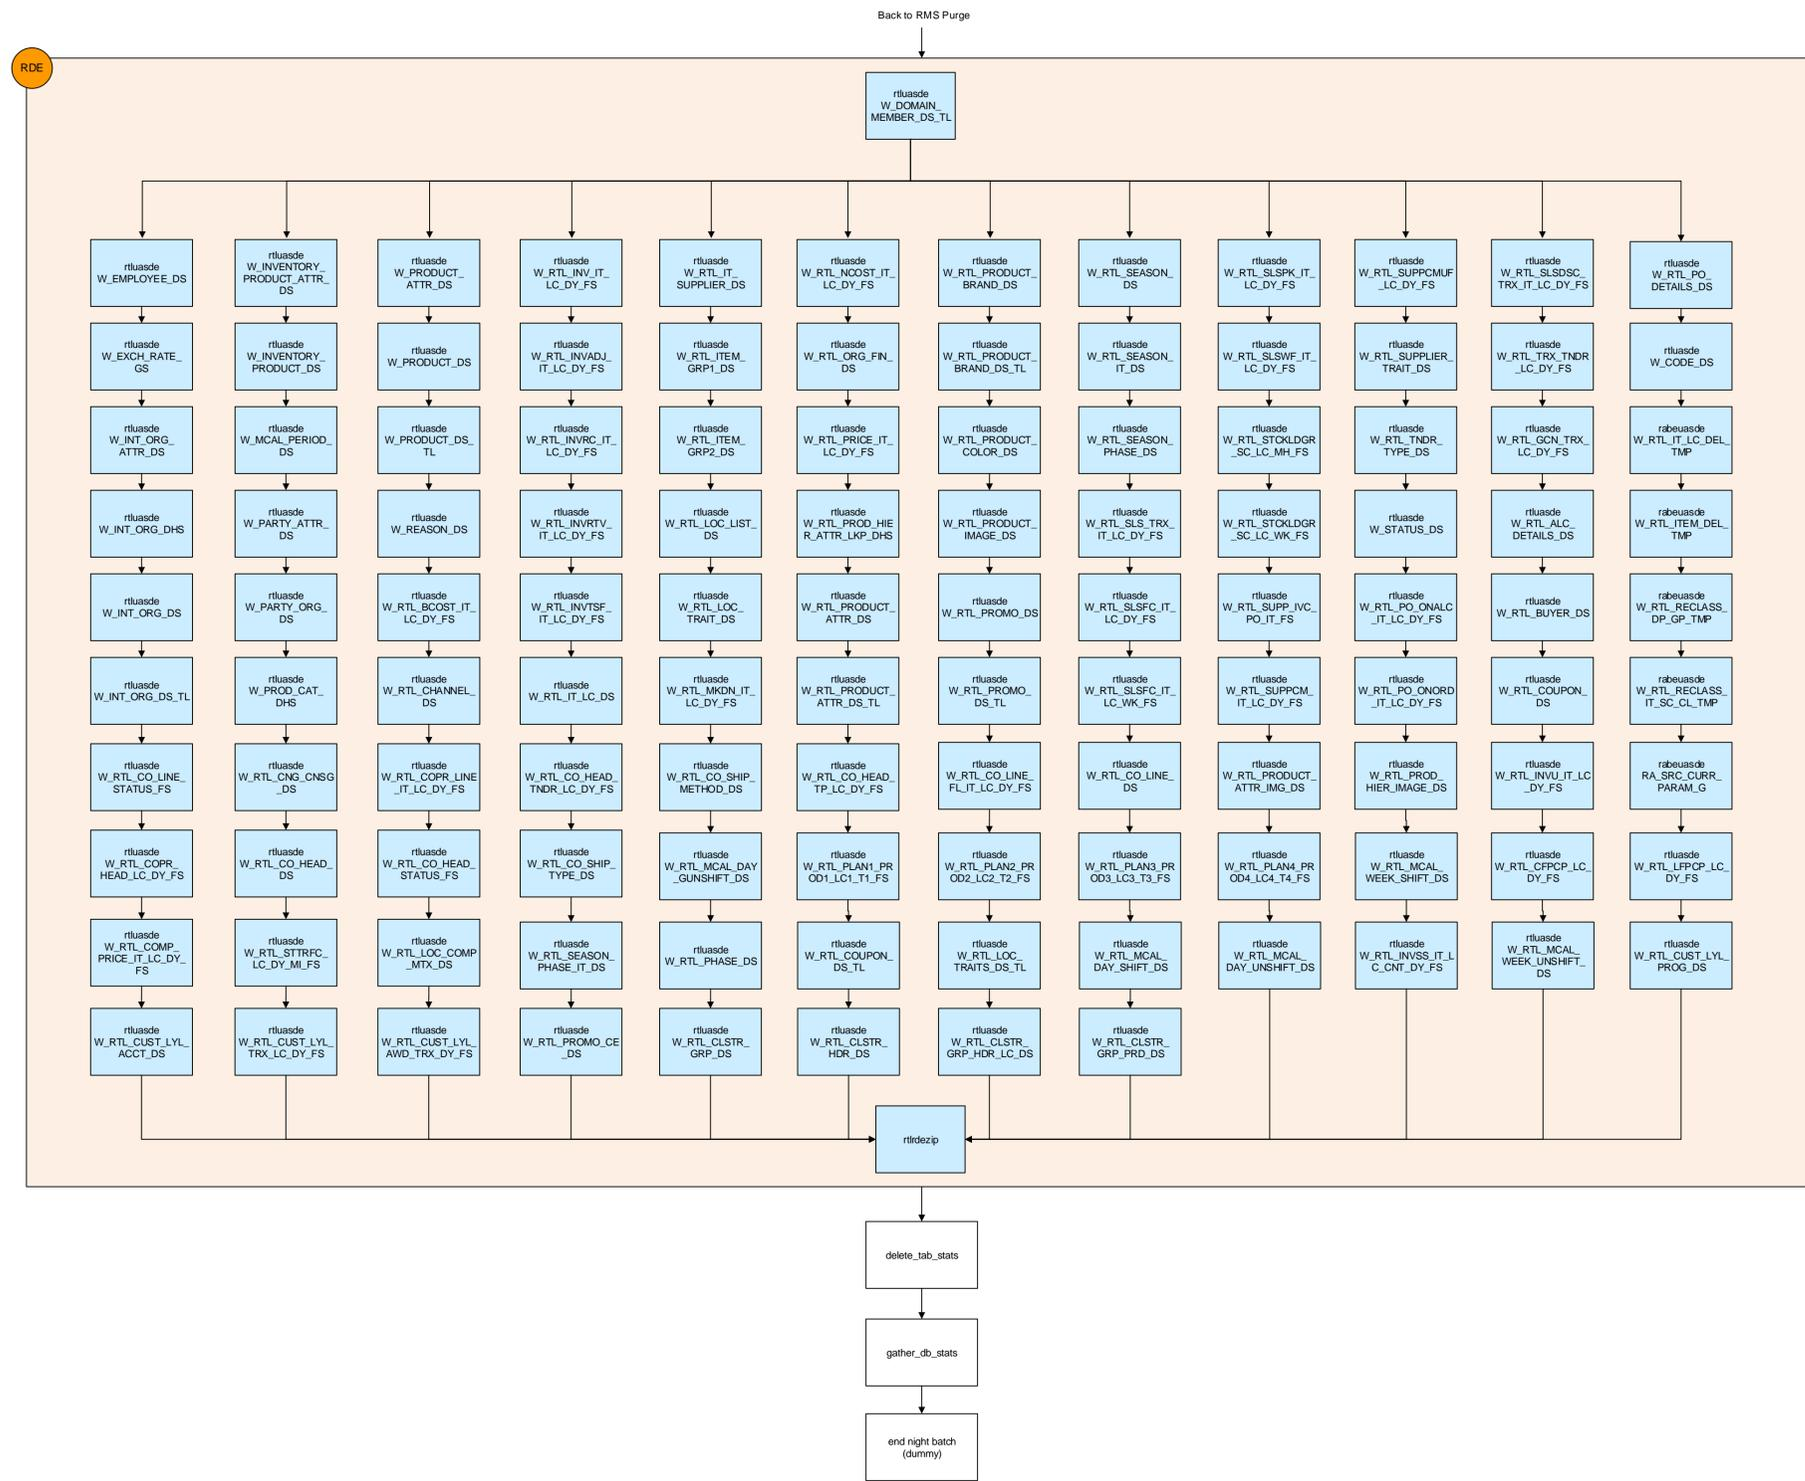 Back to RMS Purge
RDE
rtluasde
W_DOMAIN_
MEMBER_DS_TL
rtluasde
W_EMPLOYEE_DS
rtluasde
W_INVENTORY_
PRODUCT_ATTR_
DS
rtluasde
W_PRODUCT_
ATTR_DS
rtluasde
W_RTL_INV_IT_
LC_DY_FS
rtluasde
W_RTL_IT_
SUPPLIER_DS
rtluasde
W_RTL_NCOST_IT_
LC_DY_FS
rtluasde
W_RTL_PRODUCT_
BRAND_DS
rtluasde
W_RTL_SEASON_
DS
rtluasde
W_RTL_SLSPK_IT_
LC_DY_FS
rtluasde
W_RTL_SUPPCMUF
_LC_DY_FS
rtluasde
W_RTL_SLSDSC_
TRX_IT_LC_DY_FS
rtluasde
W_RTL_PO_
DETAILS_DS
rtluasde
W_EXCH_RATE_
GS
rtluasde
W_INVENTORY_
PRODUCT_DS
rtluasde
W_PRODUCT_DS
rtluasde
W_RTL_INVADJ_
IT_LC_DY_FS
rtluasde
W_RTL_ITEM_
GRP1_DS
rtluasde
W_RTL_ORG_FIN_
DS
rtluasde
W_RTL_PRODUCT_
BRAND_DS_TL
rtluasde
W_RTL_SEASON_
IT_DS
rtluasde
W_RTL_SLSWF_IT_
LC_DY_FS
rtluasde
W_RTL_SUPPLIER_
TRAIT_DS
rtluasde
W_RTL_TRX_TNDR
_LC_DY_FS
rtluasde
W_CODE_DS
rtluasde
W_INT_ORG_
ATTR_DS
rtluasde
W_MCAL_PERIOD_
DS
rtluasde
W_PRODUCT_DS_
TL
rtluasde
W_RTL_INVRC_IT_
LC_DY_FS
rtluasde
W_RTL_ITEM_
GRP2_DS
rtluasde
W_RTL_PRICE_IT_
LC_DY_FS
rtluasde
W_RTL_PRODUCT_
COLOR_DS
rtluasde
W_RTL_SEASON_
PHASE_DS
rtluasde
W_RTL_STCKLDGR
_SC_LC_MH_FS
rtluasde
W_RTL_TNDR_
TYPE_DS
rtluasde
W_RTL_GCN_TRX_
LC_DY_FS
rabeuasde
W_RTL_IT_LC_DEL_
TMP
rtluasde
W_INT_ORG_DHS
rtluasde
W_PARTY_ATTR_
DS
rtluasde
W_REASON_DS
rtluasde
W_RTL_INVRTV_
IT_LC_DY_FS
rtluasde
W_RTL_LOC_LIST_
DS
rtluasde
W_RTL_PROD_HIE
R_ATTR_LKP_DHS
rtluasde
W_RTL_PRODUCT_
IMAGE_DS
rtluasde
W_RTL_SLS_TRX_
IT_LC_DY_FS
rtluasde
W_RTL_STCKLDGR
_SC_LC_WK_FS
rtluasde
W_STATUS_DS
rtluasde
W_RTL_ALC_
DETAILS_DS
rabeuasde
W_RTL_ITEM_DEL_
TMP
rtluasde
W_INT_ORG_DS
rtluasde
W_PARTY_ORG_
DS
rtluasde
W_RTL_BCOST_IT_
LC_DY_FS
rtluasde
W_RTL_INVTSF_
IT_LC_DY_FS
rtluasde
W_RTL_LOC_
TRAIT_DS
rtluasde
W_RTL_PRODUCT_
ATTR_DS
rtluasde
W_RTL_PROMO_DS
rtluasde
W_RTL_SLSFC_IT_
LC_DY_FS
rtluasde
W_RTL_SUPP_IVC_
PO_IT_FS
rtluasde
W_RTL_PO_ONALC
_IT_LC_DY_FS
rtluasde
W_RTL_BUYER_DS
rabeuasde
W_RTL_RECLASS_
DP_GP_TMP
rtluasde
W_INT_ORG_DS_TL
rtluasde
W_PROD_CAT_
DHS
rtluasde
W_RTL_CHANNEL_
DS
rtluasde
W_RTL_IT_LC_DS
rtluasde
W_RTL_MKDN_IT_
LC_DY_FS
rtluasde
W_RTL_PRODUCT_
ATTR_DS_TL
rtluasde
W_RTL_PROMO_
DS_TL
rtluasde
W_RTL_SLSFC_IT_
LC_WK_FS
rtluasde
W_RTL_SUPPCM_
IT_LC_DY_FS
rtluasde
W_RTL_PO_ONORD
_IT_LC_DY_FS
rtluasde
W_RTL_COUPON_
DS
rabeuasde
W_RTL_RECLASS_
IT_SC_CL_TMP
rtluasde
W_RTL_CO_LINE_
STATUS_FS
rtluasde
W_RTL_CNG_CNSG
_DS
rtluasde
W_RTL_COPR_LINE
_IT_LC_DY_FS
rtluasde
W_RTL_CO_HEAD_
TNDR_LC_DY_FS
rtluasde
W_RTL_CO_SHIP_
METHOD_DS
rtluasde
W_RTL_CO_HEAD_
TP_LC_DY_FS
rtluasde
W_RTL_CO_LINE_
FL_IT_LC_DY_FS
rtluasde
W_RTL_CO_LINE_
DS
rtluasde
W_RTL_PRODUCT_
ATTR_IMG_DS
rtluasde
W_RTL_PROD_
HIER_IMAGE_DS
rtluasde
W_RTL_INVU_IT_LC
_DY_FS
rabeuasde
RA_SRC_CURR_
PARAM_G
rtluasde
W_RTL_COPR_
HEAD_LC_DY_FS
rtluasde
W_RTL_CO_HEAD_
DS
rtluasde
W_RTL_CO_HEAD_
STATUS_FS
rtluasde
W_RTL_CO_SHIP_
TYPE_DS
rtluasde
W_RTL_MCAL_DAY
_GUNSHIFT_DS
rtluasde
W_RTL_PLAN1_PR
OD1_LC1_T1_FS
rtluasde
W_RTL_PLAN2_PR
OD2_LC2_T2_FS
rtluasde
W_RTL_PLAN3_PR
OD3_LC3_T3_FS
rtluasde
W_RTL_PLAN4_PR
OD4_LC4_T4_FS
rtluasde
W_RTL_MCAL_
WEEK_SHIFT_DS
rtluasde
W_RTL_CFPCP_LC_
DY_FS
rtluasde
W_RTL_LFPCP_LC_
DY_FS
rtluasde
W_RTL_COMP_
PRICE_IT_LC_DY_
FS
rtluasde
W_RTL_STTRFC_
LC_DY_MI_FS
rtluasde
W_RTL_LOC_COMP
_MTX_DS
rtluasde
W_RTL_SEASON_
PHASE_IT_DS
rtluasde
W_RTL_PHASE_DS
rtluasde
W_RTL_COUPON_
DS_TL
rtluasde
W_RTL_LOC_
TRAITS_DS_TL
rtluasde
W_RTL_MCAL_
DAY_SHIFT_DS
rtluasde
W_RTL_MCAL_
DAY_UNSHIFT_DS
rtluasde
W_RTL_INVSS_IT_L
C_CNT_DY_FS
rtluasde
W_RTL_MCAL_
WEEK_UNSHIFT_
DS
rtluasde
W_RTL_CUST_LYL_
PROG_DS
rtluasde
W_RTL_CUST_LYL_
ACCT_DS
rtluasde
W_RTL_CUST_LYL_
TRX_LC_DY_FS
rtluasde
W_RTL_CUST_LYL_
AWD_TRX_DY_FS
rtluasde
W_RTL_PROMO_CE
_DS
rtluasde
W_RTL_CLSTR_
GRP_DS
rtluasde
W_RTL_CLSTR_
HDR_DS
rtluasde
W_RTL_CLSTR_
GRP_HDR_LC_DS
rtluasde
W_RTL_CLSTR_
GRP_PRD_DS
rtlrdezip
delete_tab_stats
gather_db_stats
end night batch
(dummy)